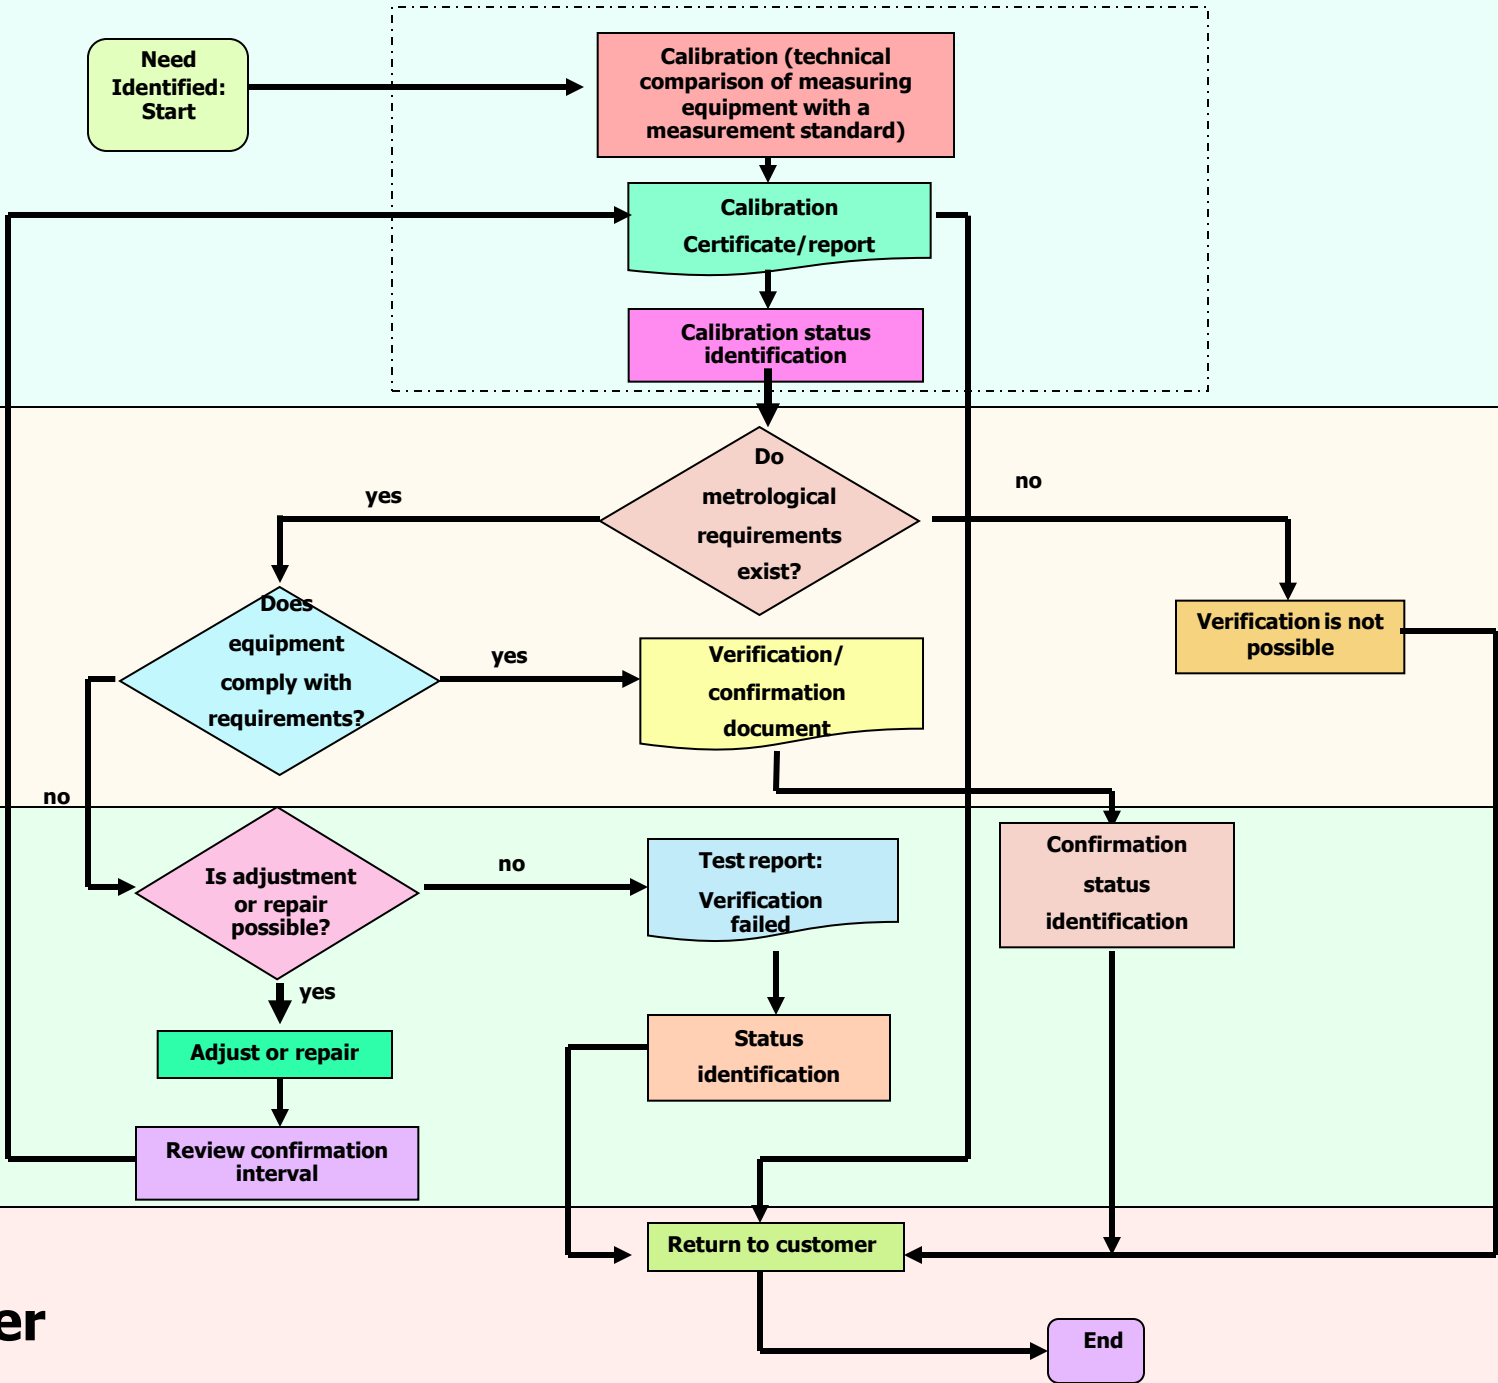 Need
Identified:
Start
Calibration (technical
comparison of measuring
equipment with a
measurement standard)
Calibration
Certificate/report
Calibration status
identification
Do
metrological
requirements
exist?
yes
no
Does
equipment
comply with
requirements?
yes
Verification/
confirmation
document
Verification is not
possible
no
Is adjustment
or repair
possible?
no
Test report:
Verification
failed
Confirmation
status
identification
yes
Adjust or repair
Status
identification
Review confirmation
interval
Return to customer
er
End